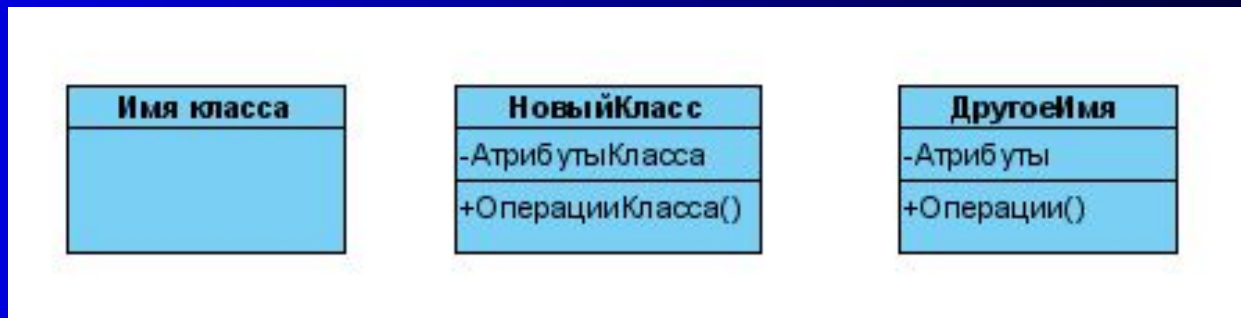 Имя класса
НовыйКласс
-АтрибутыКласса
+ОперацииКласса()
ДругоеИмя
-Атрибуты
+Операции()